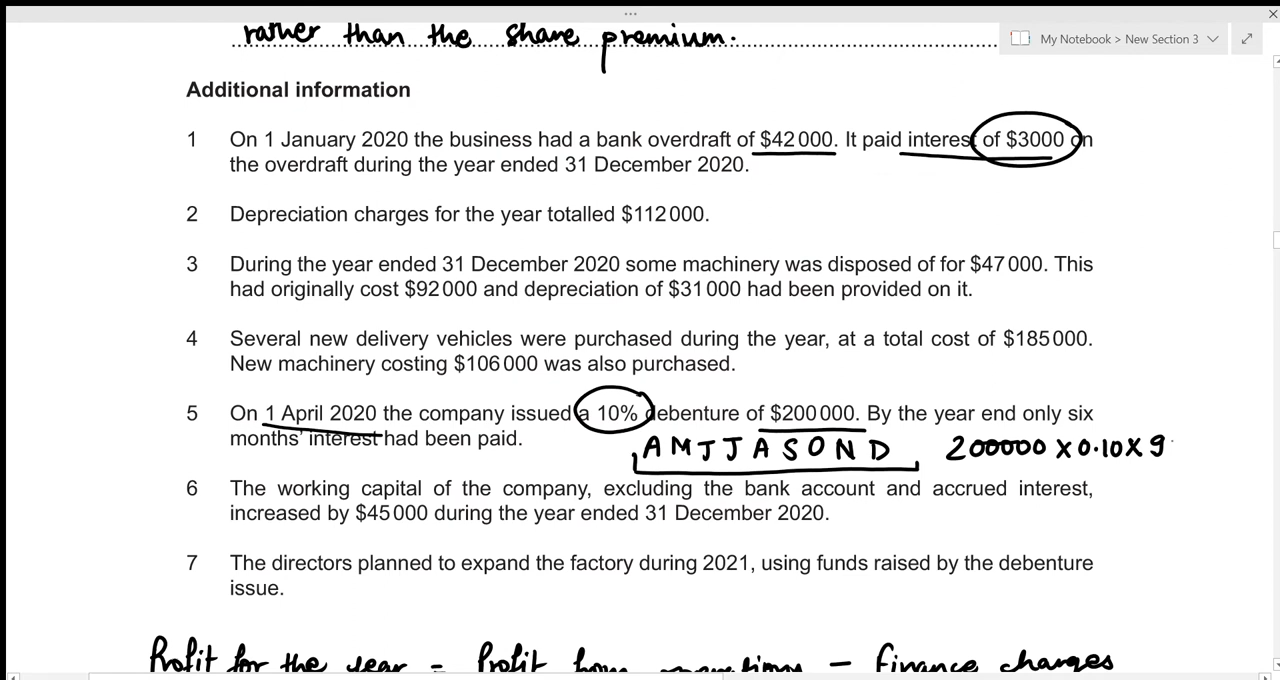 ...
rather than the share premium.
My Notebook > New Section 3
Additional information
1 On 1 January 2020 the business had a bank overdraft of $42 000. It paid interest of $3000 on
the overdraft during the year ended 31 December 2020.
2 Depreciation charges for the year totalled $112 000.
3 During the year ended 31 December 2020 some machinery was disposed of for $47 000. This
had originally cost $92 000 and depreciation of $31 000 had been provided on it.
4 Several new delivery vehicles were purchased during the year, at a total cost of $185 000.
New machinery costing $106 000 was also purchased.
5 On 1 April 2020 the company issued a 10% debenture of $200 000. By the year end only six
months' interest had been paid.
A M J J A S O N D 200000 x 0.10 x 9
6 The working capital of the company, excluding the bank account and accrued interest,
increased by $45 000 during the year ended 31 December 2020.
7 The directors planned to expand the factory during 2021, using funds raised by the debenture
issue.
Profit for the year = Profit from operations - Finance charges